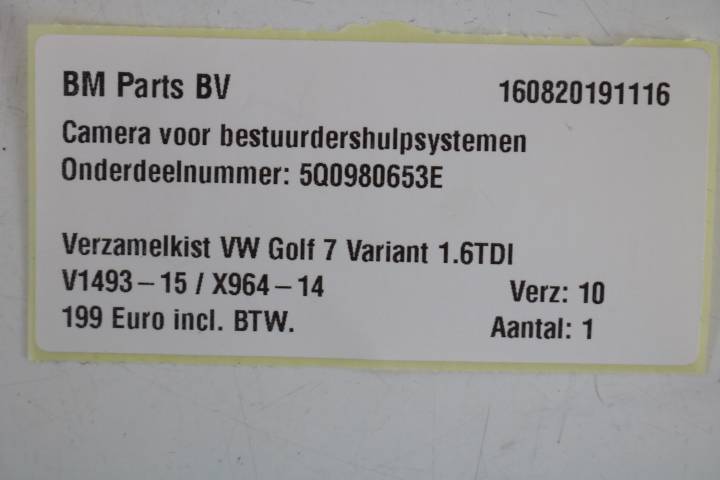 BM Parts BV 160820191116
Camera voor bestuurdershulpsystemen
Onderdeelnummer: 5Q0980653E
Verzamelkist VW Golf 7 Variant 1.6TDI
V1493-15 / X964-14 Verz: 10
199 Euro incl. BTW. Aantal: 1